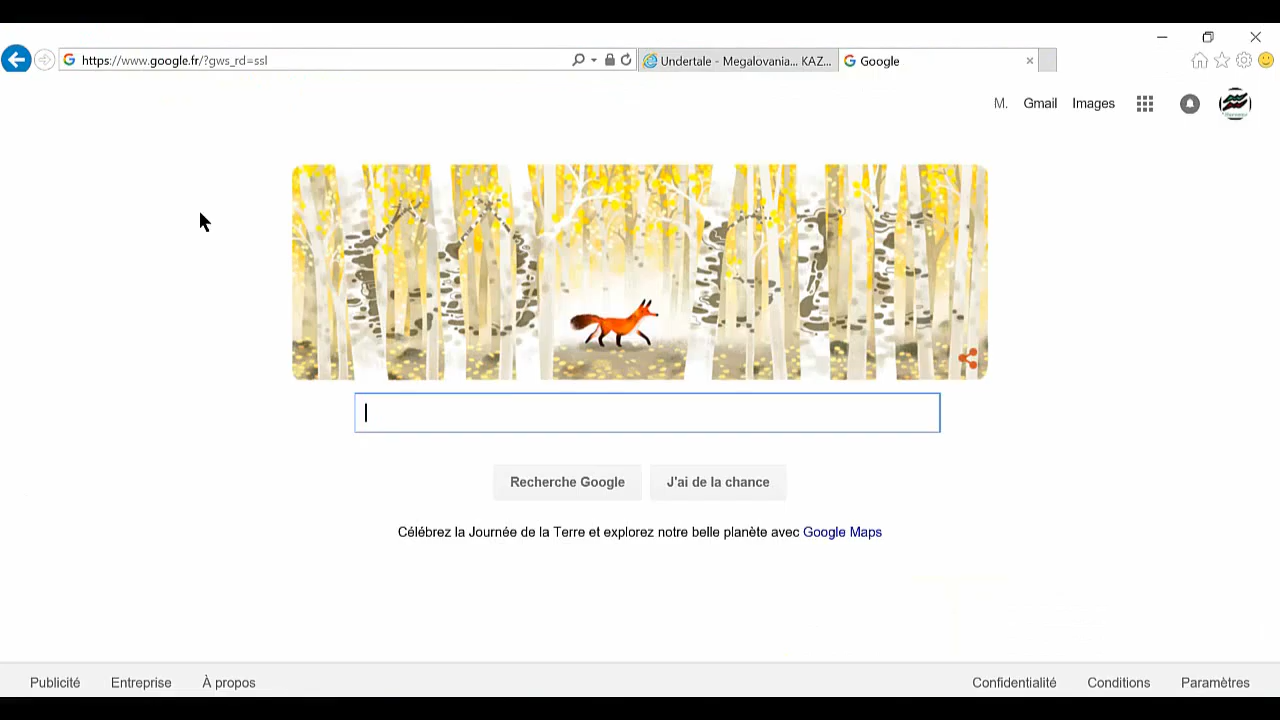 https://www.google.fr/?gws_rd=ssl
Undertale - Megalovania... KAZ...
Google
M.
Gmail
Images
Recherche Google
J'ai de la chance
Célébrez la Journée de la Terre et explorez notre belle planète avec Google Maps
Publicité
Entreprise
À propos
Confidentialité
Conditions
Paramètres